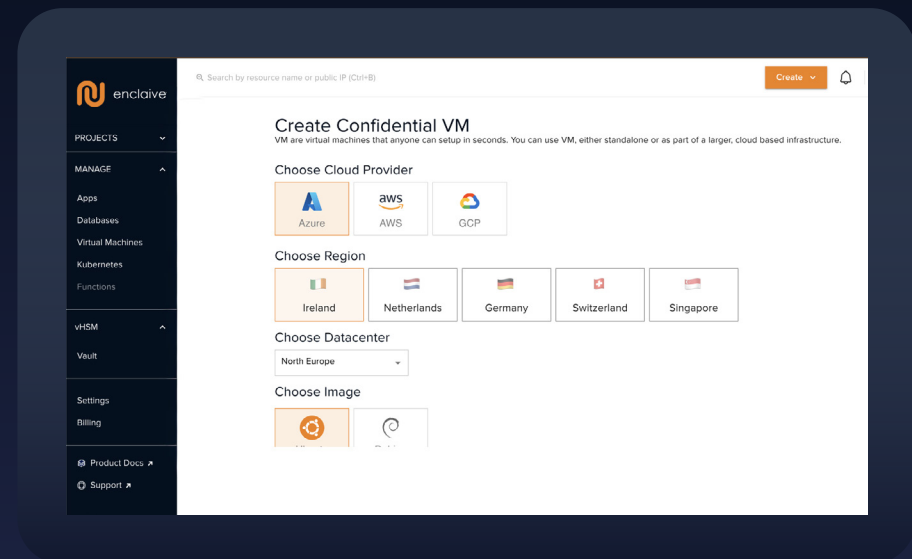 enclaive
Search by resource name or public IP (Ctrl+B)
Create
PROJECTS
MANAGE
Apps
Databases
Virtual Machines
Kubernetes
Functions
vHSM
Vault
Settings
Billing
Product Docs
Support
Create Confidential VM
VM are virtual machines that anyone can setup in seconds. You can use VM, either standalone or as part of a larger, cloud based infrastructure.
Choose Cloud Provider
Azure
aws
AWS
GCP
Choose Region
Ireland
Netherlands
Germany
Switzerland
Singapore
Choose Datacenter
North Europe
Choose Image